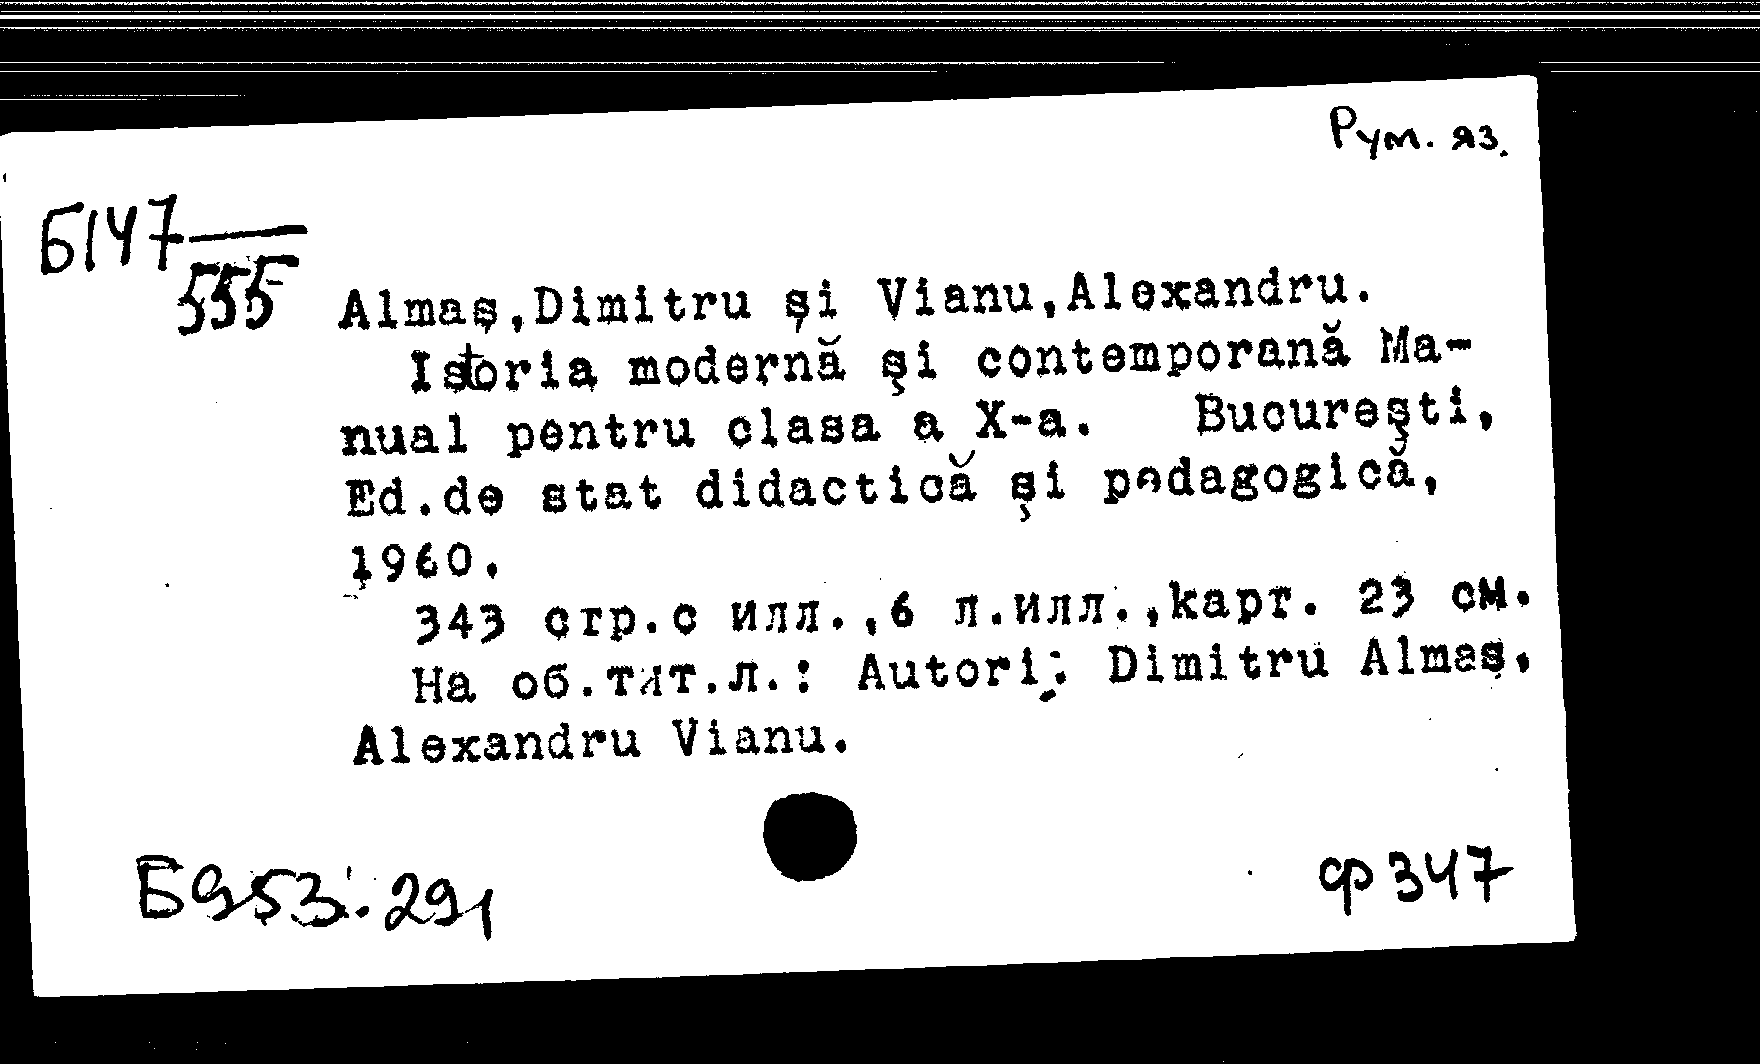 Рум. яз.
Б147
555
Almaş,Dimitru şi Vianu,Alexandru.
Istoria modernă şi contemporană Ma-
nual pentru clasa a X-a. Bucureşti,
Ed.de stat didactică şi pedagogică,
1960.
343 стр.с илл.,6 л.илл.,карт. 23 см.
На об.тит.л.: Autori: Dimitru Almaş,
Alexandru Vianu.
Б953:291
ф347